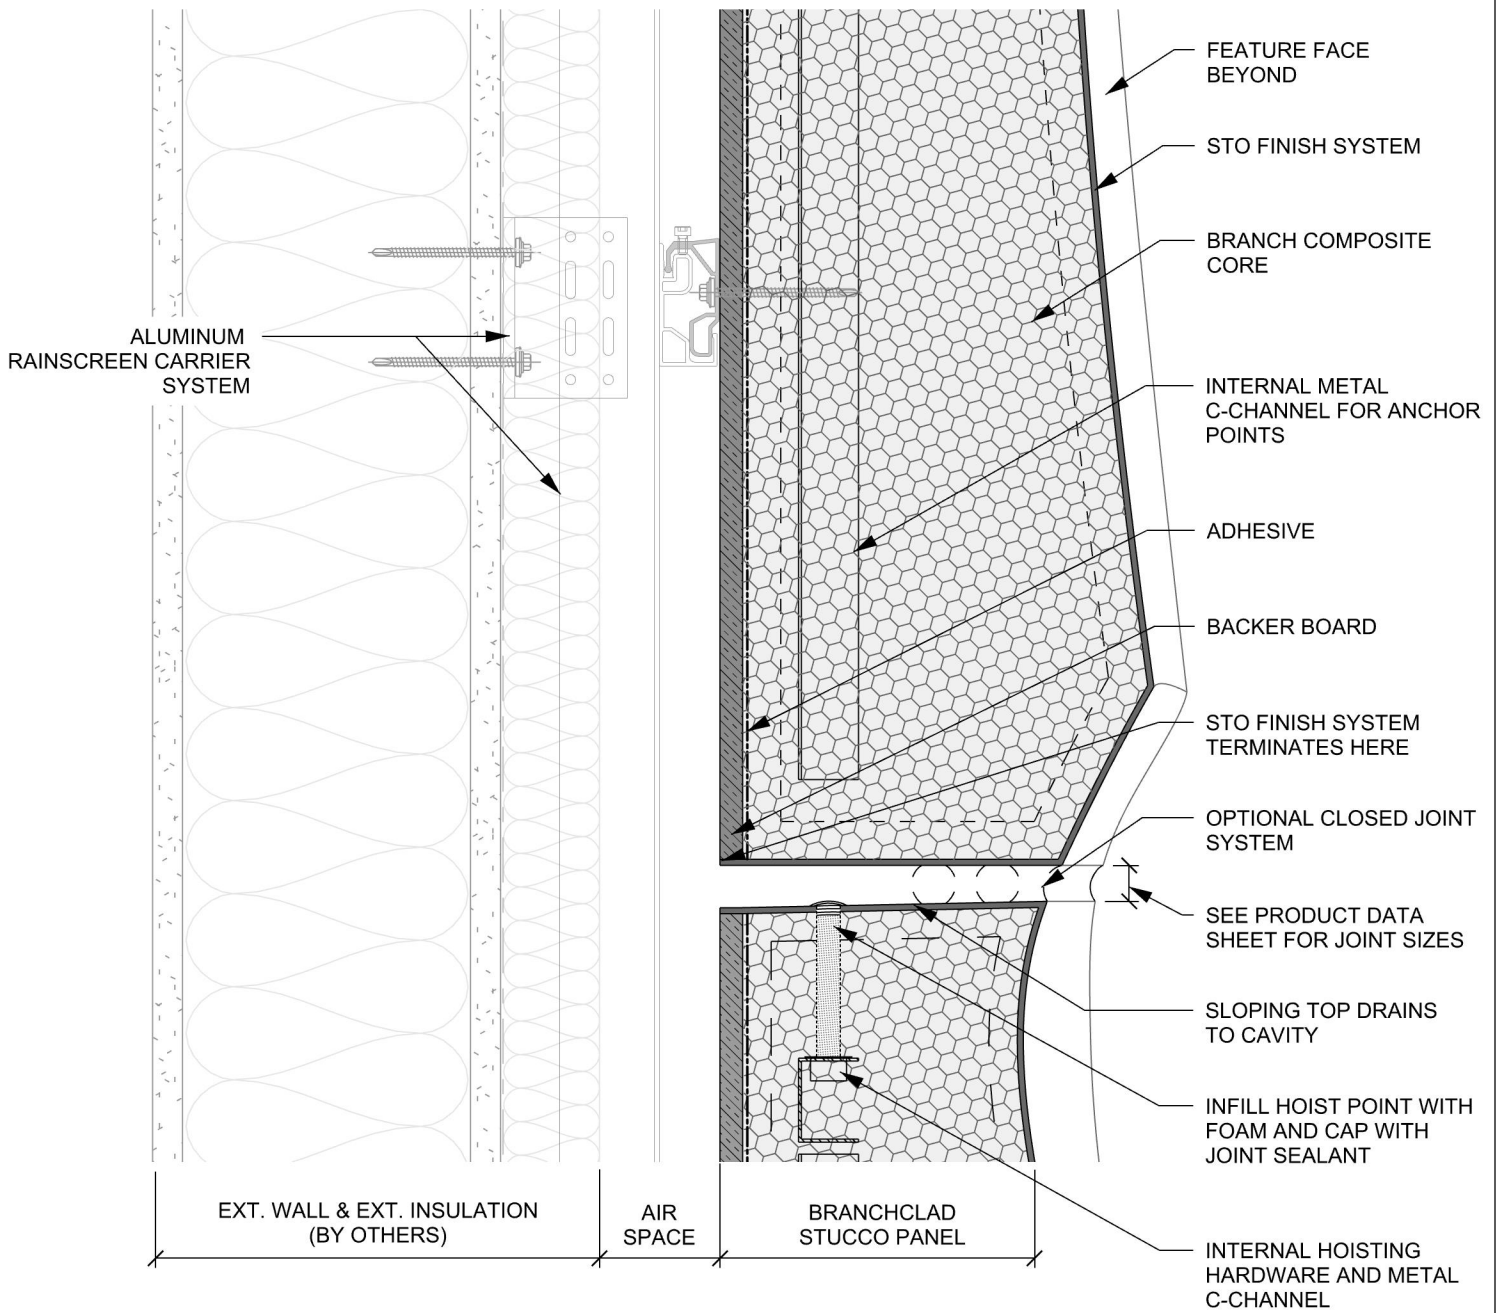 FEATURE FACE
BEYOND
STO FINISH SYSTEM
BRANCH COMPOSITE
CORE
ALUMINUM
RAINSCREEN CARRIER
SYSTEM
INTERNAL METAL
C-CHANNEL FOR ANCHOR
POINTS
ADHESIVE
BACKER BOARD
STO FINISH SYSTEM
TERMINATES HERE
OPTIONAL CLOSED JOINT
SYSTEM
SEE PRODUCT DATA
SHEET FOR JOINT SIZES
SLOPING TOP DRAINS
TO CAVITY
INFILL HOIST POINT WITH
FOAM AND CAP WITH
JOINT SEALANT
INTERNAL HOISTING
HARDWARE AND METAL
C-CHANNEL
EXT. WALL & EXT. INSULATION
(BY OTHERS)
AIR
SPACE
BRANCHCLAD
STUCCO PANEL